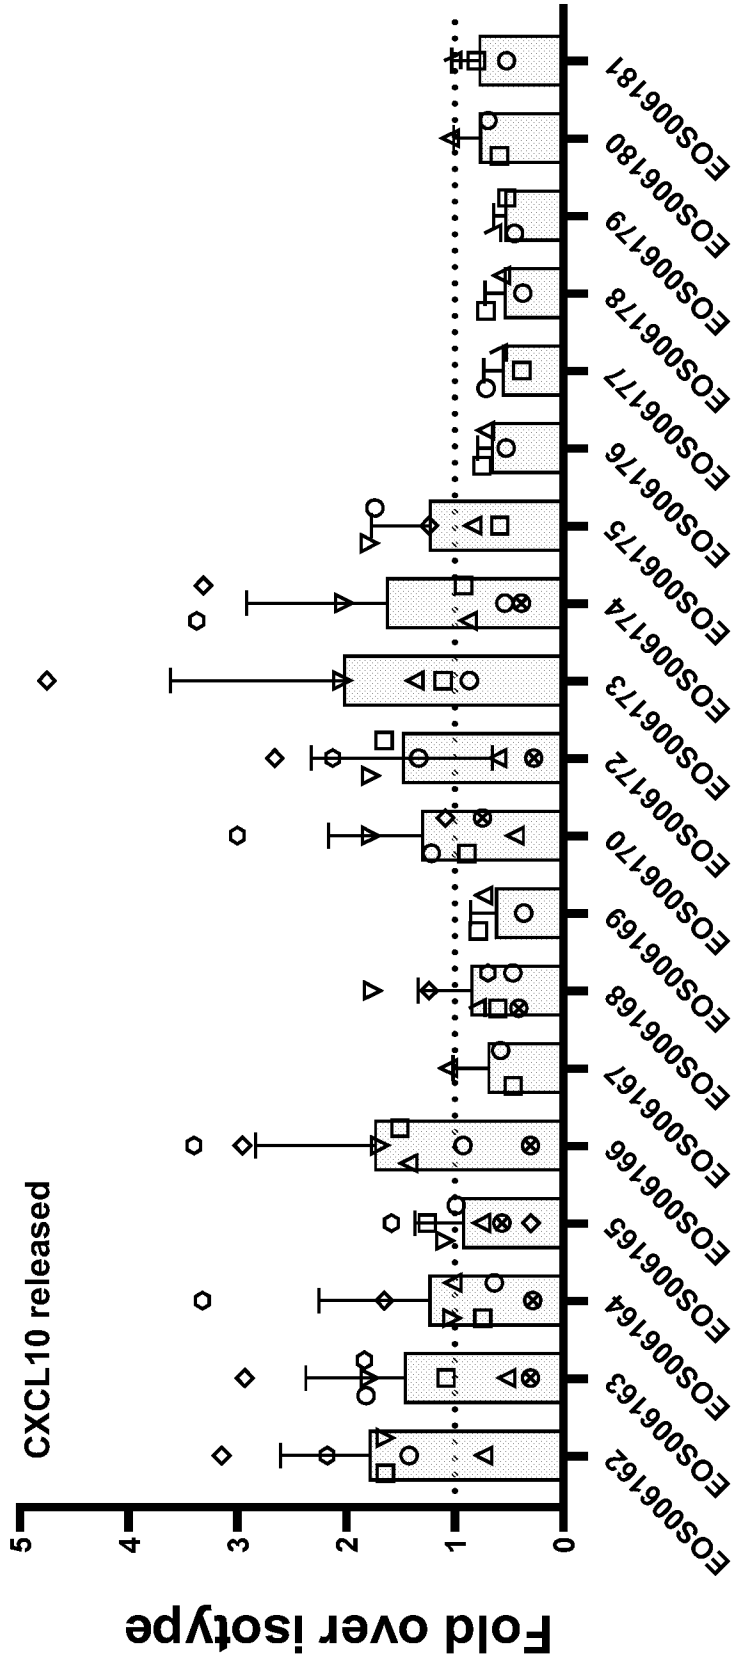 CXCL10 released
Fold over isotype
5
4
3
2
1
0
EOS006162
EOS006163
EOS006164
EOS006165
EOS006166
EOS006167
EOS006168
EOS006169
EOS006170
EOS006172
EOS006173
EOS006174
EOS006175
EOS006176
EOS006177
EOS006178
EOS006179
EOS006180
EOS006181